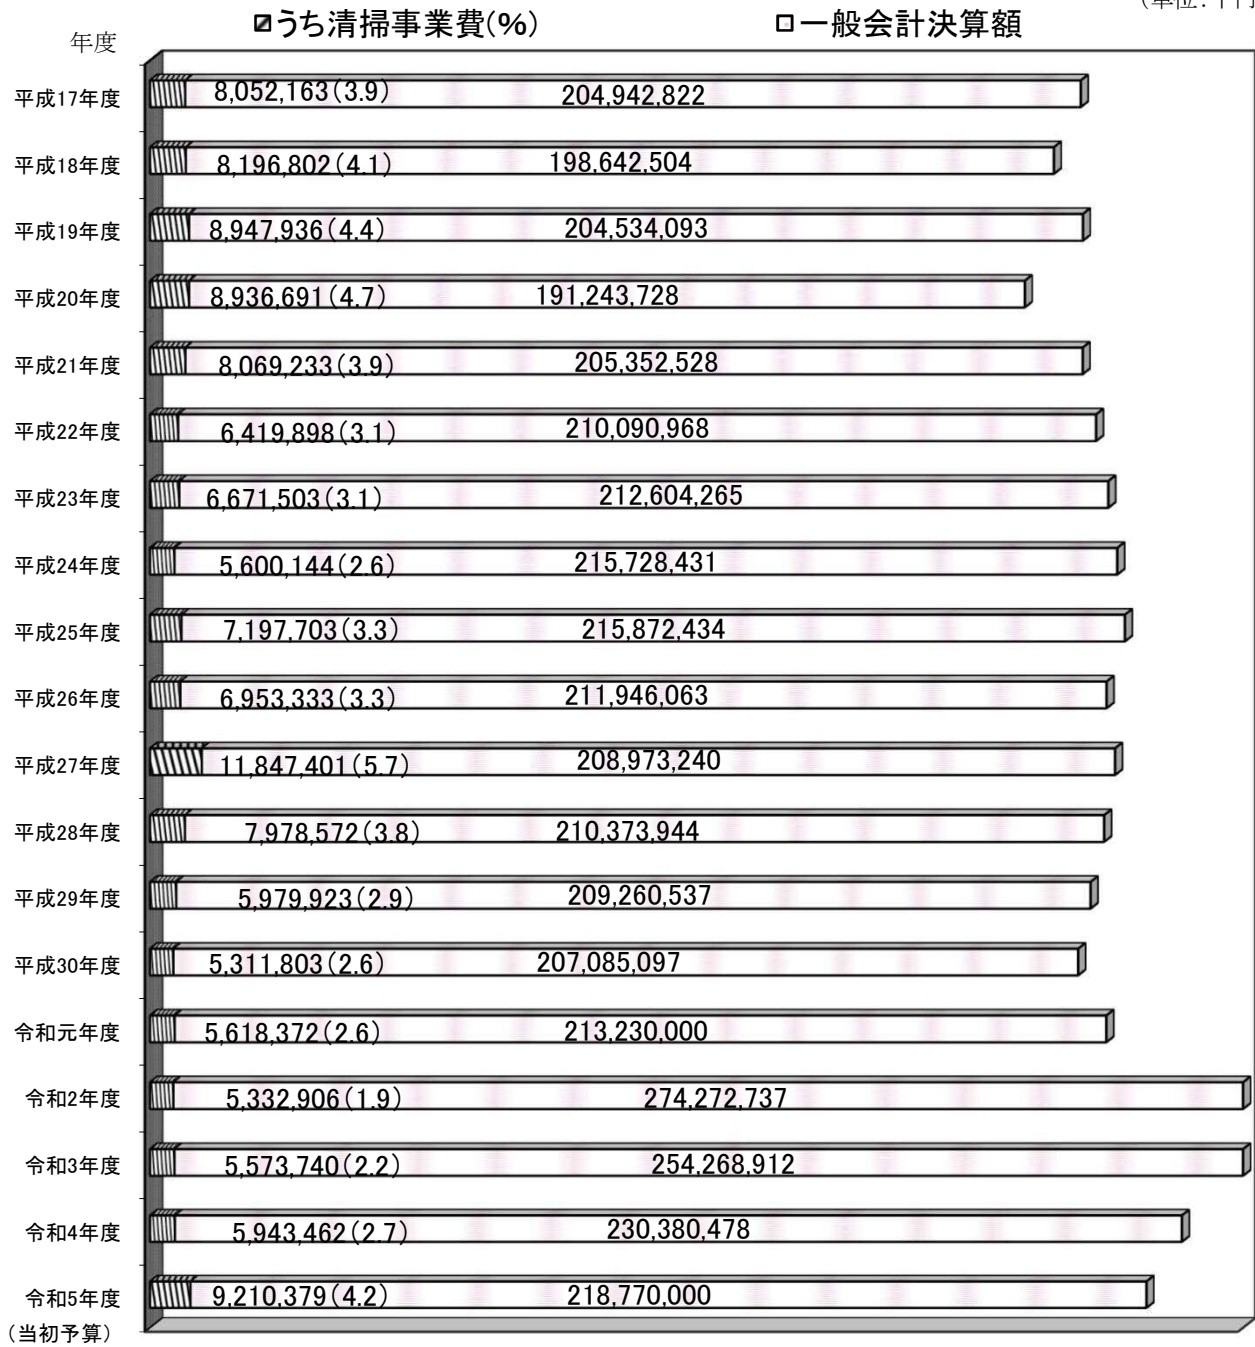 (単位:千円
うち清掃事業費(%) 一般会計決算額
年度
平成17年度 8,052,163(3.9) 204,942,822
平成18年度 8,196,802(4.1) 198,642,504
平成19年度 8,947,936(4.4) 204,534,093
平成20年度 8,936,691(4.7) 191,243,728
平成21年度 8,069,233(3.9) 205,352,528
平成22年度 6,419,898(3.1) 210,090,968
平成23年度 6,671,503(3.1) 212,604,265
平成24年度 5,600,144(2.6) 215,728,431
平成25年度 7,197,703(3.3) 215,872,434
平成26年度 6,953,333(3.3) 211,946,063
平成27年度 11,847,401(5.7) 208,973,240
平成28年度 7,978,572(3.8) 210,373,944
平成29年度 5,979,923(2.9) 209,260,537
平成30年度 5,311,803(2.6) 207,085,097
令和元年度 5,618,372(2.6) 213,230,000
令和2年度 5,332,906(1.9) 274,272,737
令和3年度 5,573,740(2.2) 254,268,912
令和4年度 5,943,462(2.7) 230,380,478
令和5年度 9,210,379(4.2) 218,770,000
(当初予算)